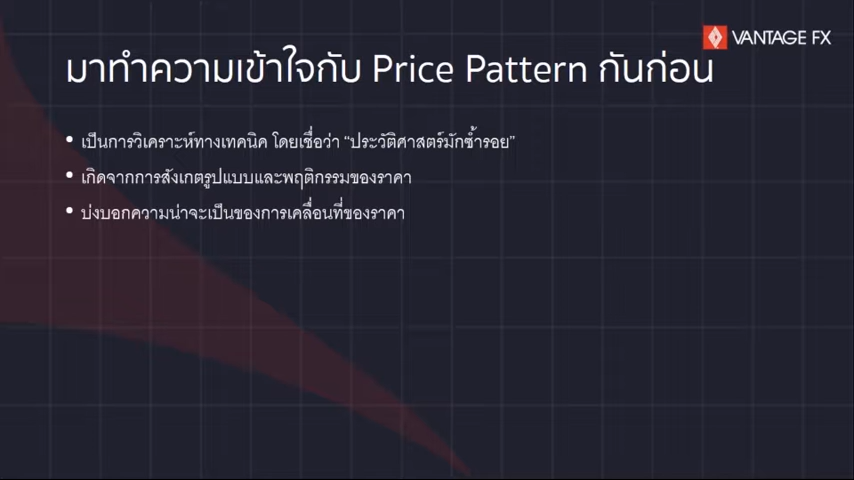 VANTAGE FX
มาทำความเข้าใจกับ Price Pattern กันก่อน
• เป็นการวิเคราะห์ทางเทคนิค โดยเชื่อว่า “ประวัติศาสตร์มักซ้ำรอย”
• เกิดจากการสังเกตรูปแบบและพฤติกรรมของราคา
• บ่งบอกความน่าจะเป็นของการเคลื่อนที่ของราคา